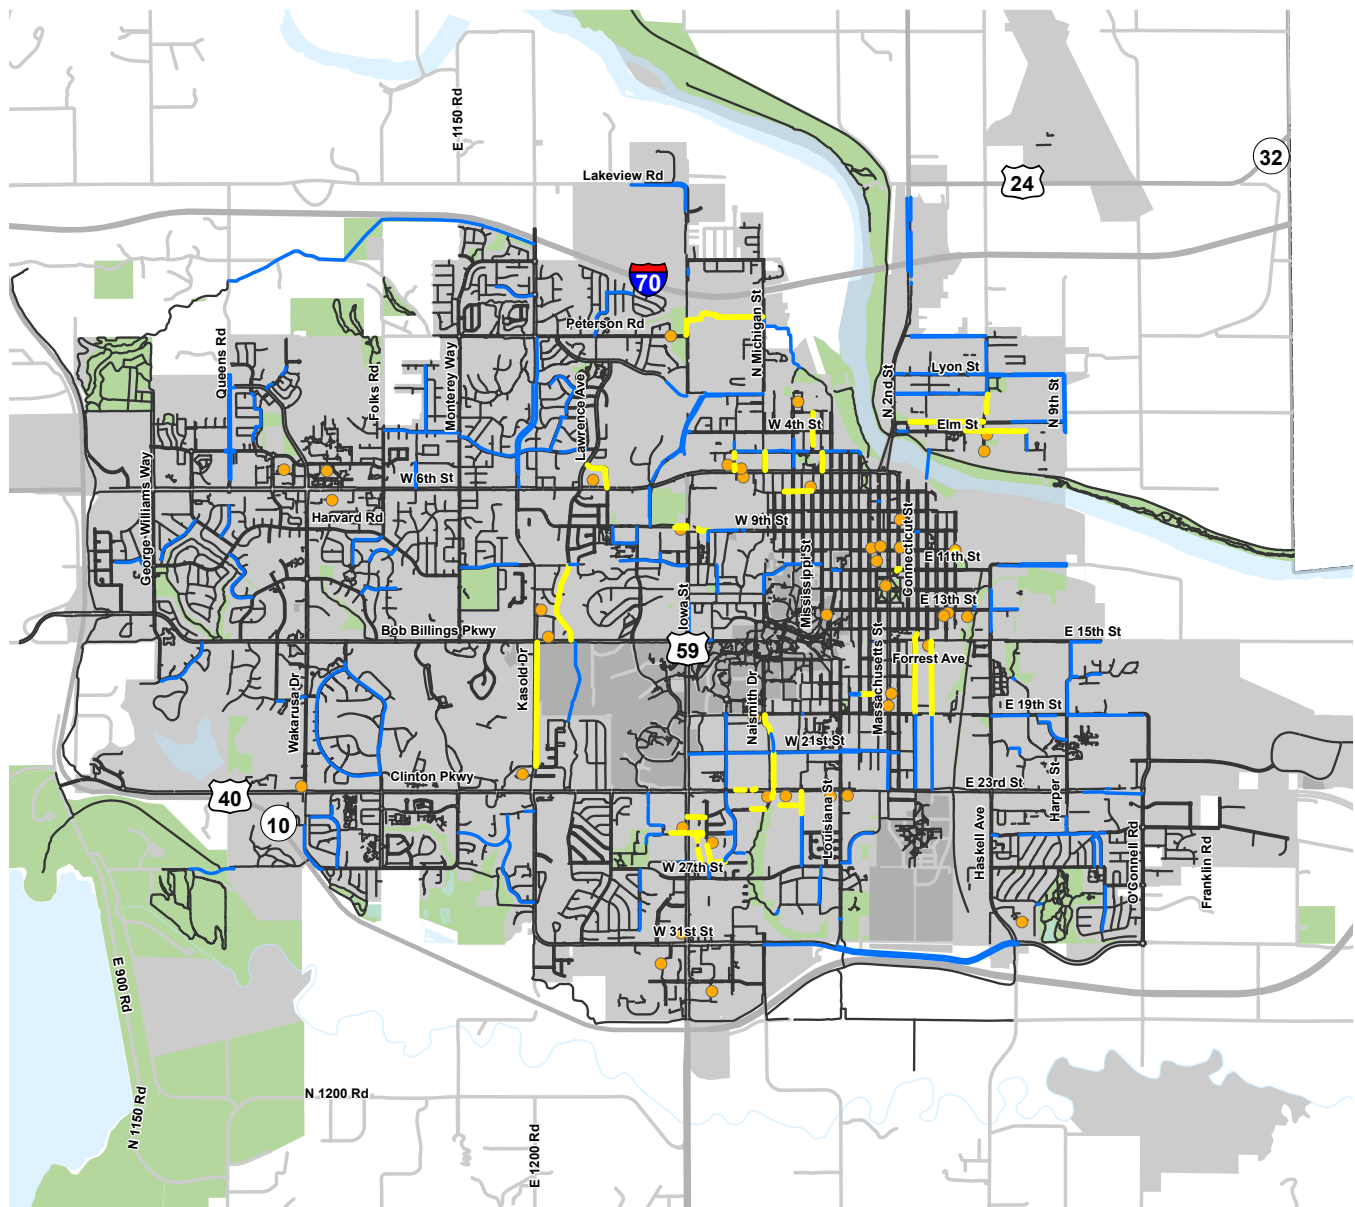 E 1150 Rd
32
Lakeview Rd
24
70
N Michigan St
Peterson Rd
Queens Rd
Folks Rd
Monterey Way
Lawrence Ave
N 2nd St
Lyon St
N 9th St
W 4th St
Elm St
George Williams Way
W 6th St
Harvard Rd
W 9th St
Connecticut St
Mississippi St
E 11th St
Iowa St
E 13th St
Bob Billings Pkwy
E 15th St
59
Massachusetts St
Forrest Ave
Kasold Dr
Naismith Dr
Wakarusa Dr
E 19th St
W 21st St
Clinton Pkwy
E 23rd St
Harper St
40
10
Louisiana St
Haskell Ave
O'Connell Rd
Franklin Rd
W 27th St
W 31st St
E 900 Rd
N 1150 Rd
N 1200 Rd
E 1200 Rd